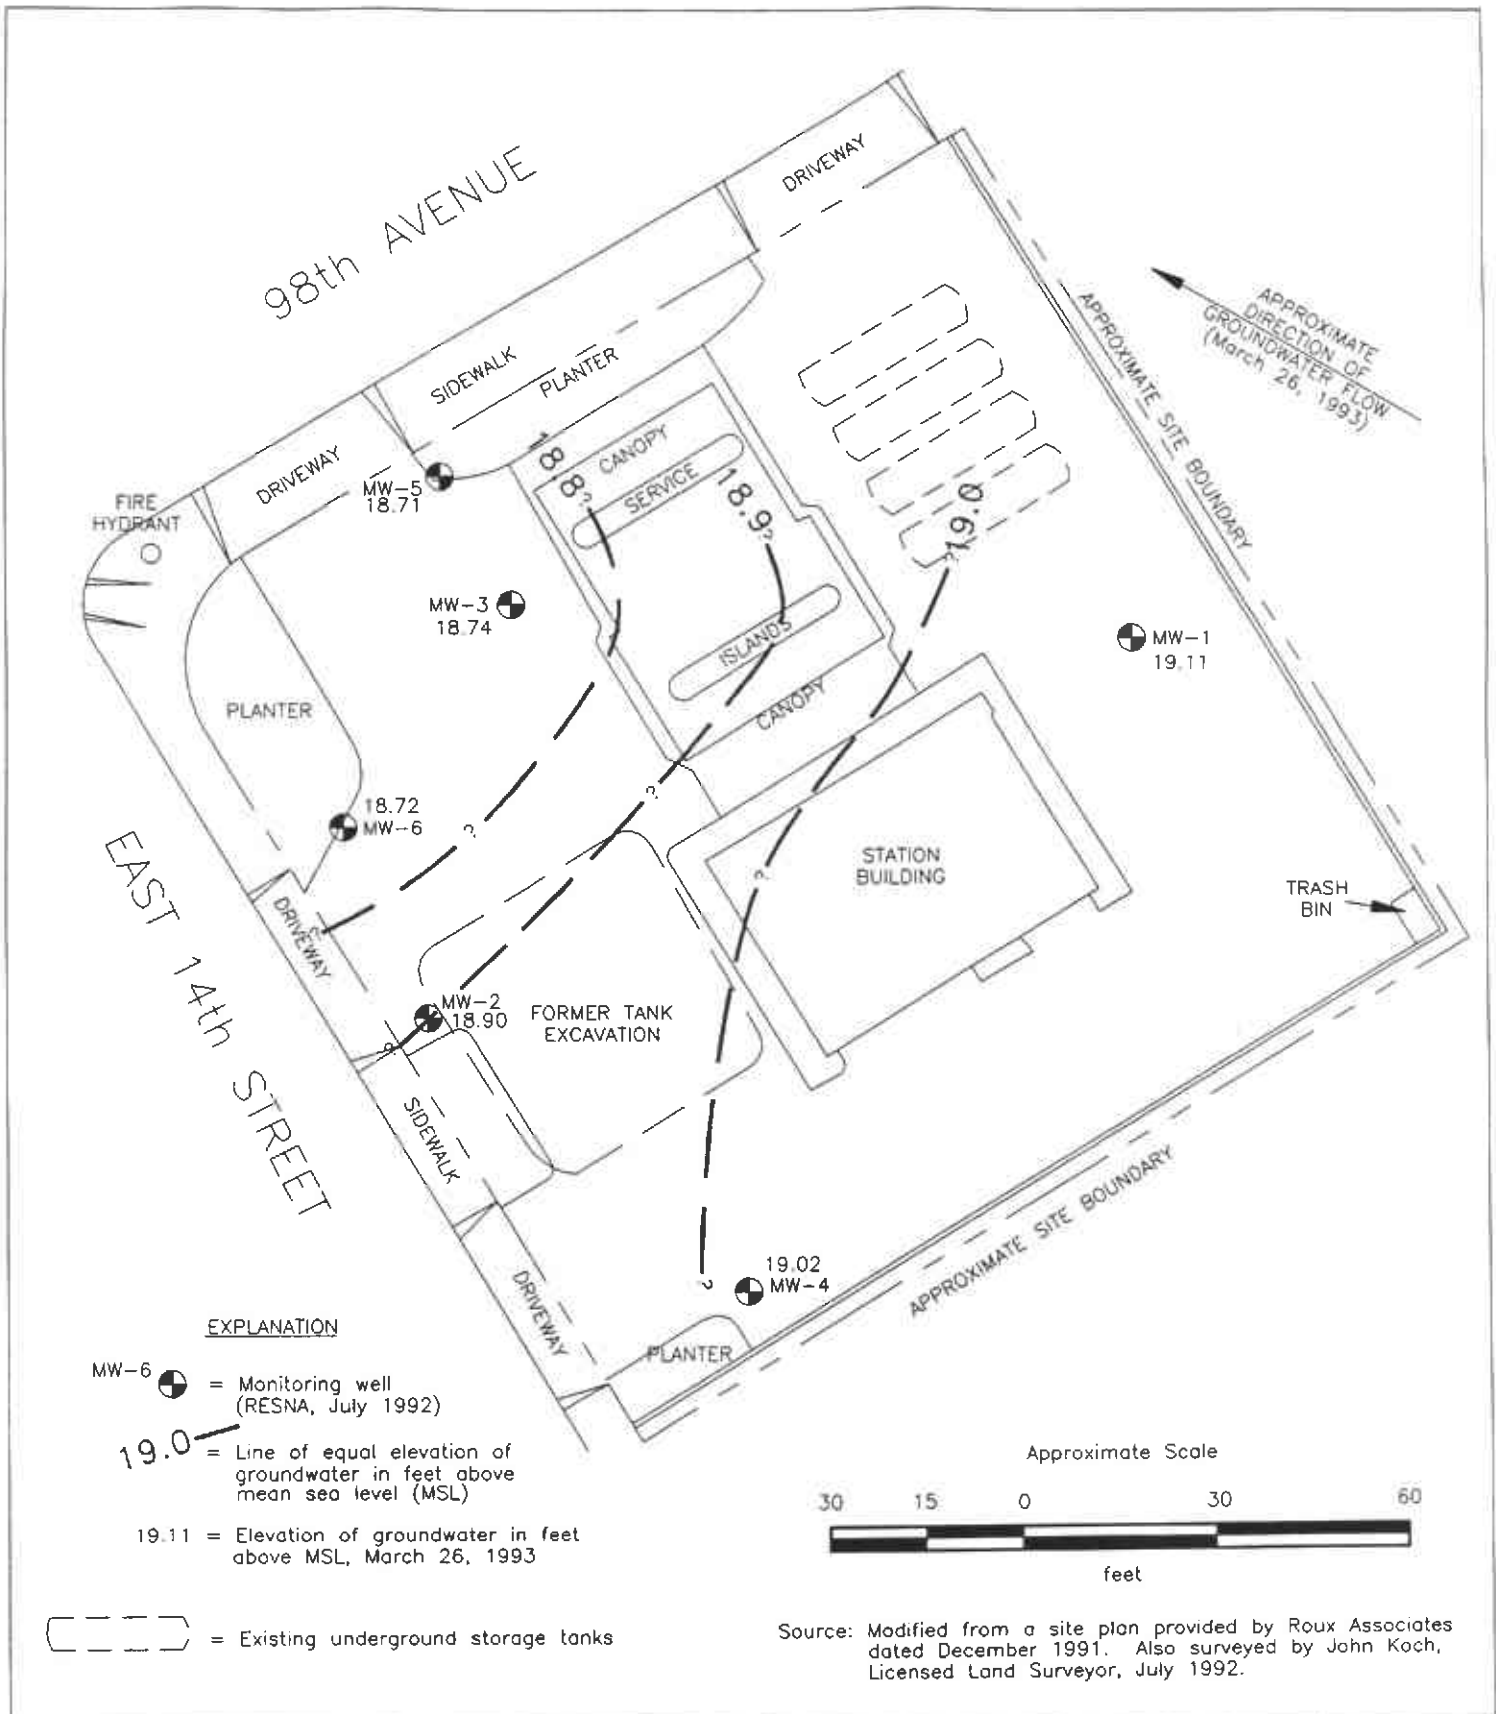 98th AVENUE
DRIVEWAY
SIDEWALK
PLANTER
DRIVEWAY
APPROXIMATE
DIRECTION OF
GROUNDWATER FLOW
(March 26, 1993)
APPROXIMATE SITE BOUNDARY
FIRE
HYDRANT
MW-5
18.71
18.8
?
CANOPY
SERVICE
18.9
?
19.0
?
MW-3
18.74
MW-1
19.11
ISLANDS
CANOPY
PLANTER
18.72
MW-6
?
?
?
STATION
BUILDING
TRASH
BIN
EAST 14th STREET
DRIVEWAY
?
MW-2
18.90
?
FORMER TANK
EXCAVATION
SIDEWALK
DRIVEWAY
19.02
MW-4
?
PLANTER
APPROXIMATE SITE BOUNDARY
EXPLANATION
MW-6 = Monitoring well
(RESNA, July 1992)
19.0 = Line of equal elevation of
groundwater in feet above
mean sea level (MSL)
19.11 = Elevation of groundwater in feet
above MSL, March 26, 1993
= Existing underground storage tanks
Approximate Scale
30 15 0 30 60
feet
Source: Modified from a site plan provided by Roux Associates
dated December 1991. Also surveyed by John Koch,
Licensed Land Surveyor, July 1992.